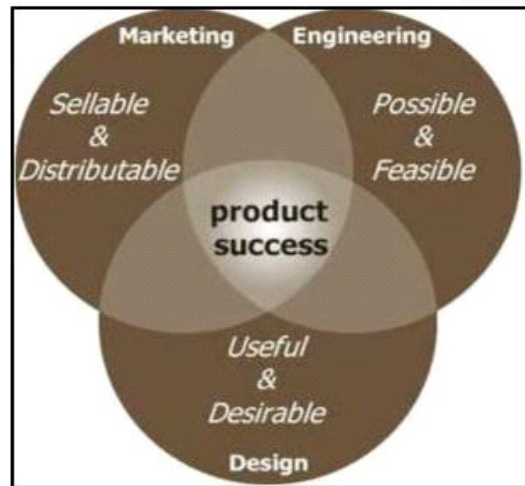 Marketing
Engineering
Sellable
&
Distributable
Possible
&
Feasible
product
success
Useful
&
Desirable
Design